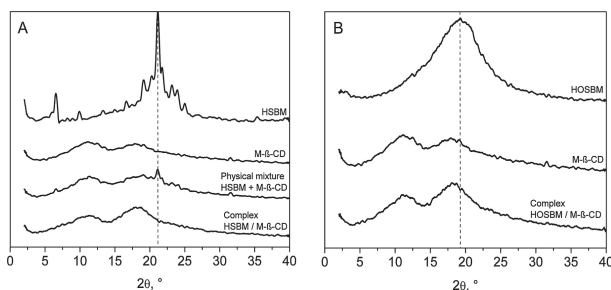 A
HSBM
M-ß-CD
Physical mixture
HSBM + M-ß-CD
Complex
HSBM / M-ß-CD
0 5 10 15 20 25 30 35 40
2θ, °
B
HOSBM
M-ß-CD
Complex
HOSBM / M-ß-CD
0 5 10 15 20 25 30 35 40
2θ, °